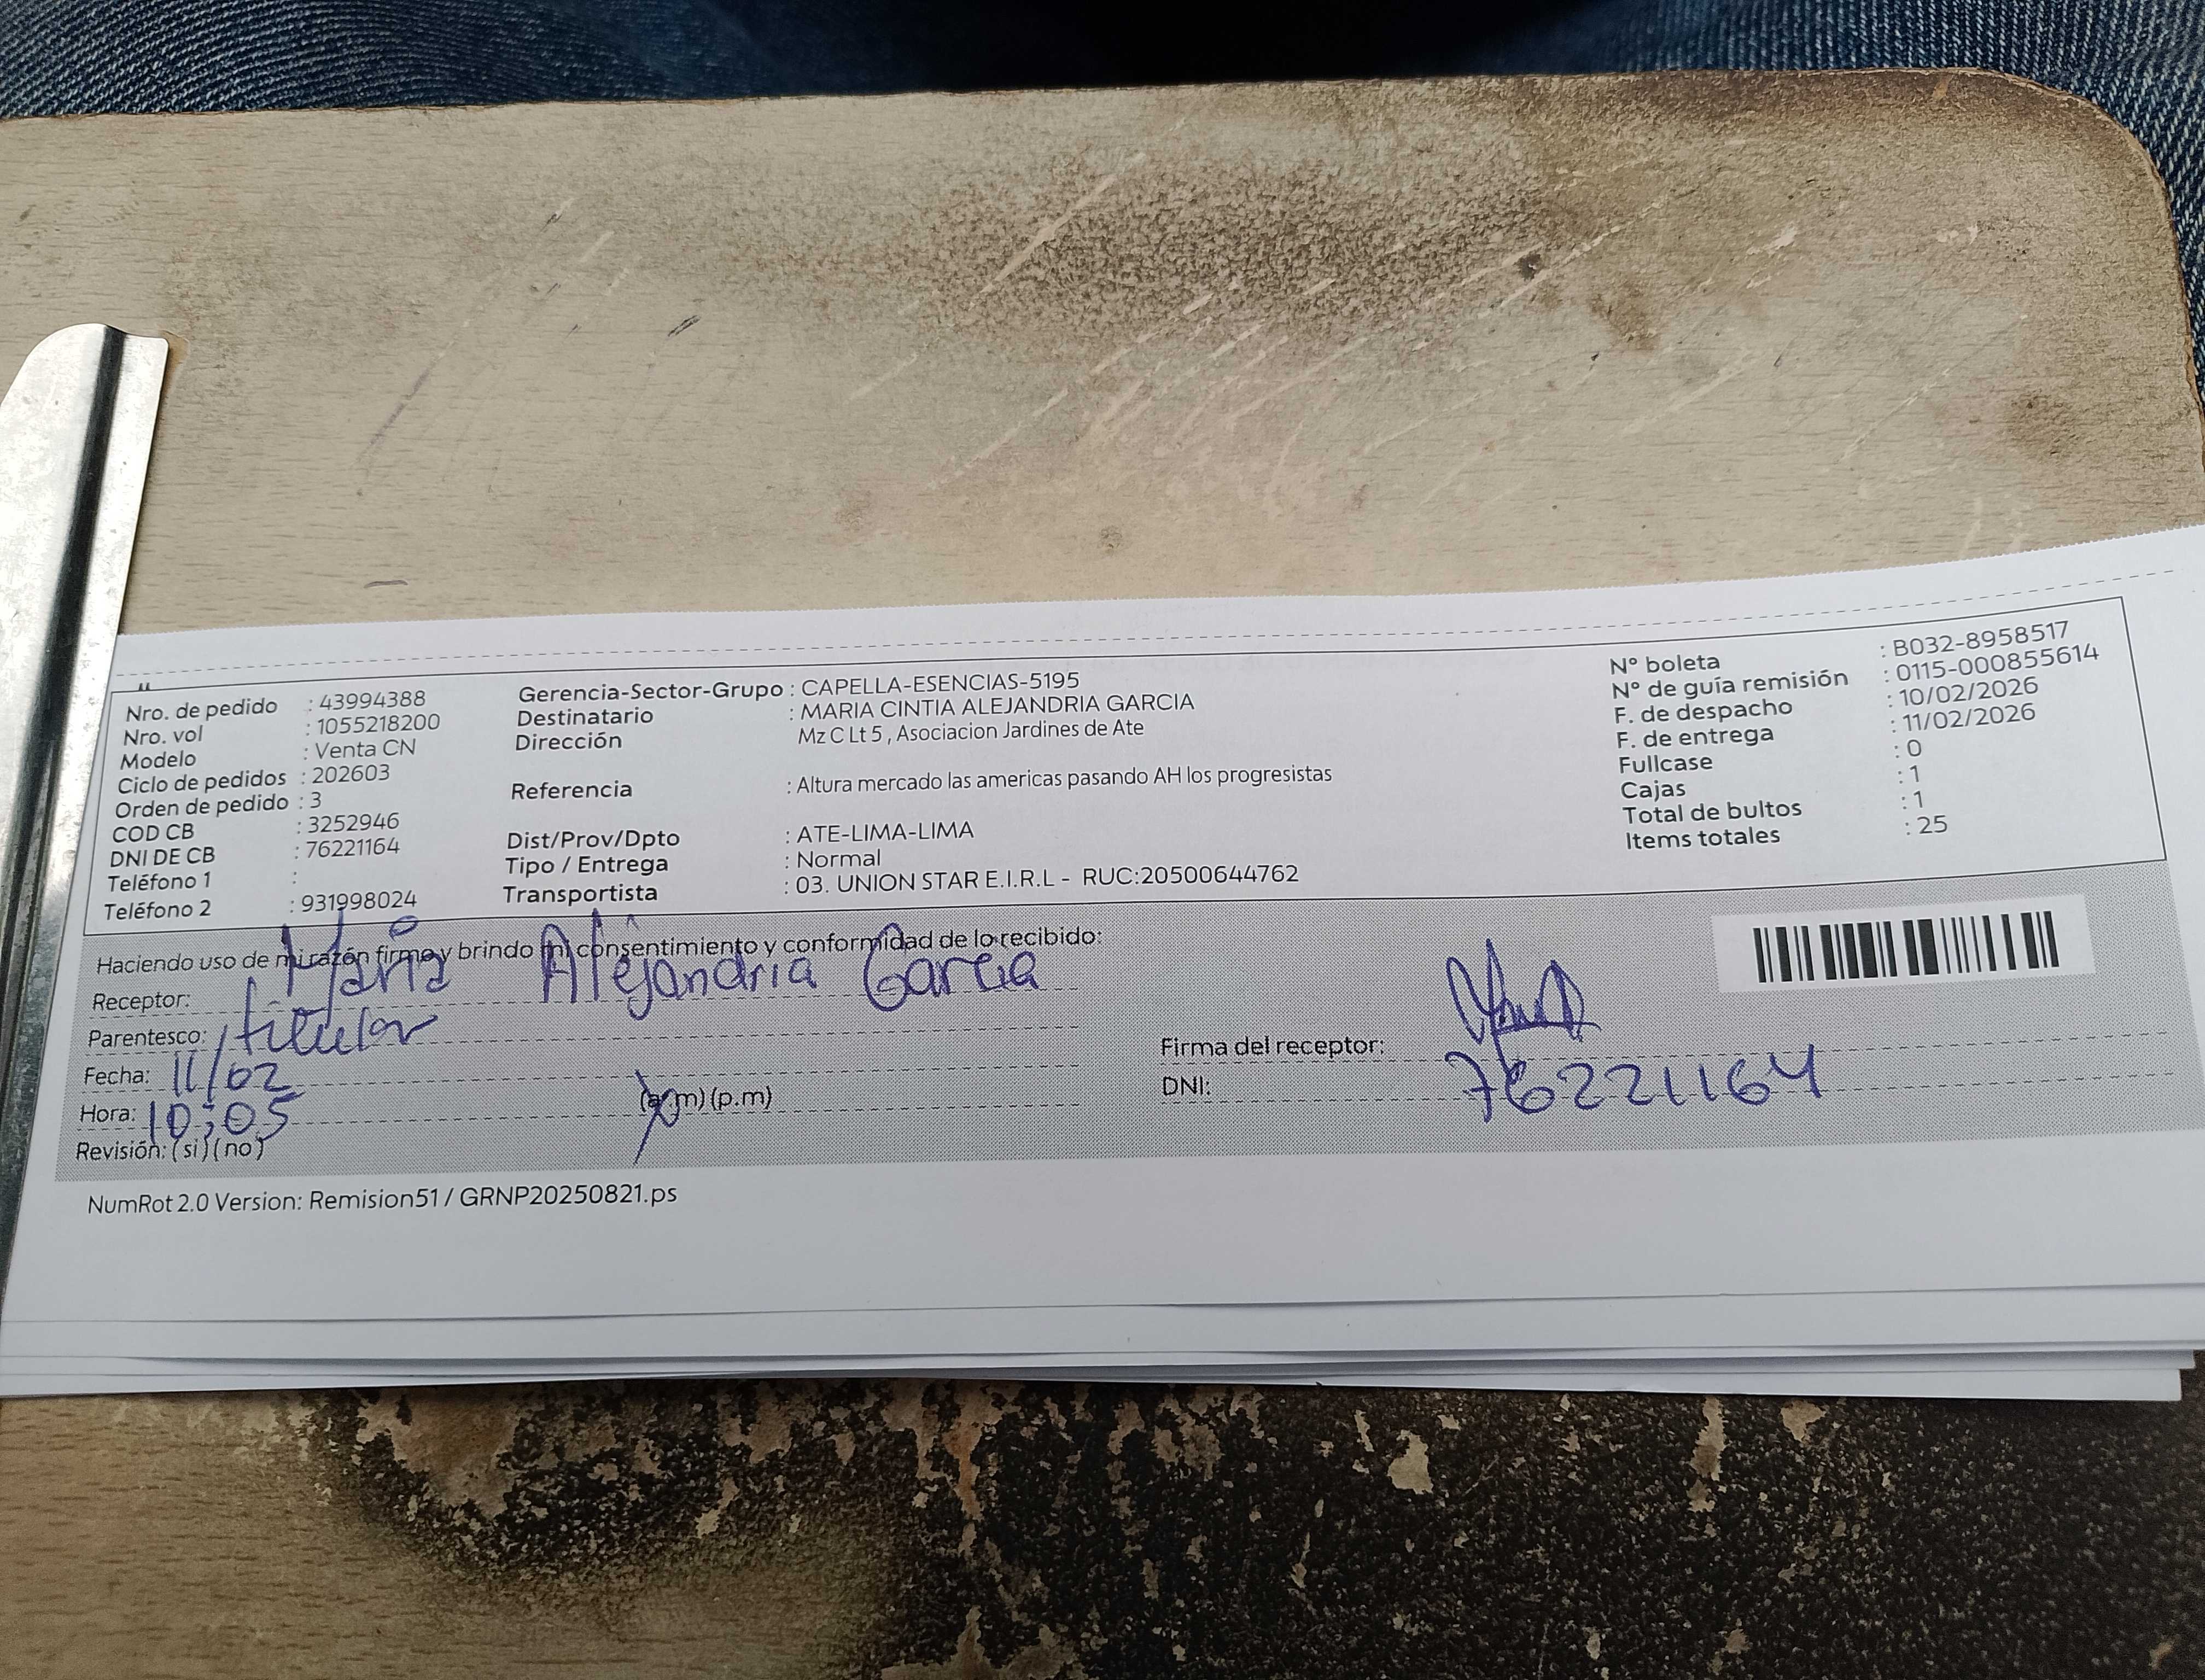 Nro. de pedido : 43994388
Nro. vol : 1055218200
Modelo : Venta CN
Ciclo de pedidos : 202603
Orden de pedido : 3
COD CB : 3252946
DNI DE CB : 76221164
Teléfono 1 :
Teléfono 2 : 931998024
Gerencia-Sector-Grupo : CAPELLA-ESENCIAS-5195
Destinatario : MARIA CINTIA ALEJANDRIA GARCIA
Dirección Mz C Lt 5 , Asociacion Jardines de Ate
Referencia : Altura mercado las americas pasando AH los progresistas
Dist/Prov/Dpto : ATE-LIMA-LIMA
Tipo / Entrega : Normal
Transportista : 03. UNION STAR E.I.R.L - RUC:20500644762
N° boleta : B032-8958517
N° de guía remisión : 0115-000855614
F. de despacho : 10/02/2026
F. de entrega : 11/02/2026
Fullcase : 0
Cajas : 1
Total de bultos : 1
Items totales : 25
Haciendo uso de mi razón firmo y brindo mi consentimiento y conformidad de lo recibido:
Receptor: Maria Alejandria Garcia
Parentesco: titular
Fecha: 11/02
Hora: 10:05 (a.m) (p.m)
Revisión: (si) (no)
Firma del receptor:
DNI: 76221164
NumRot 2.0 Version: Remision51 / GRNP20250821.ps